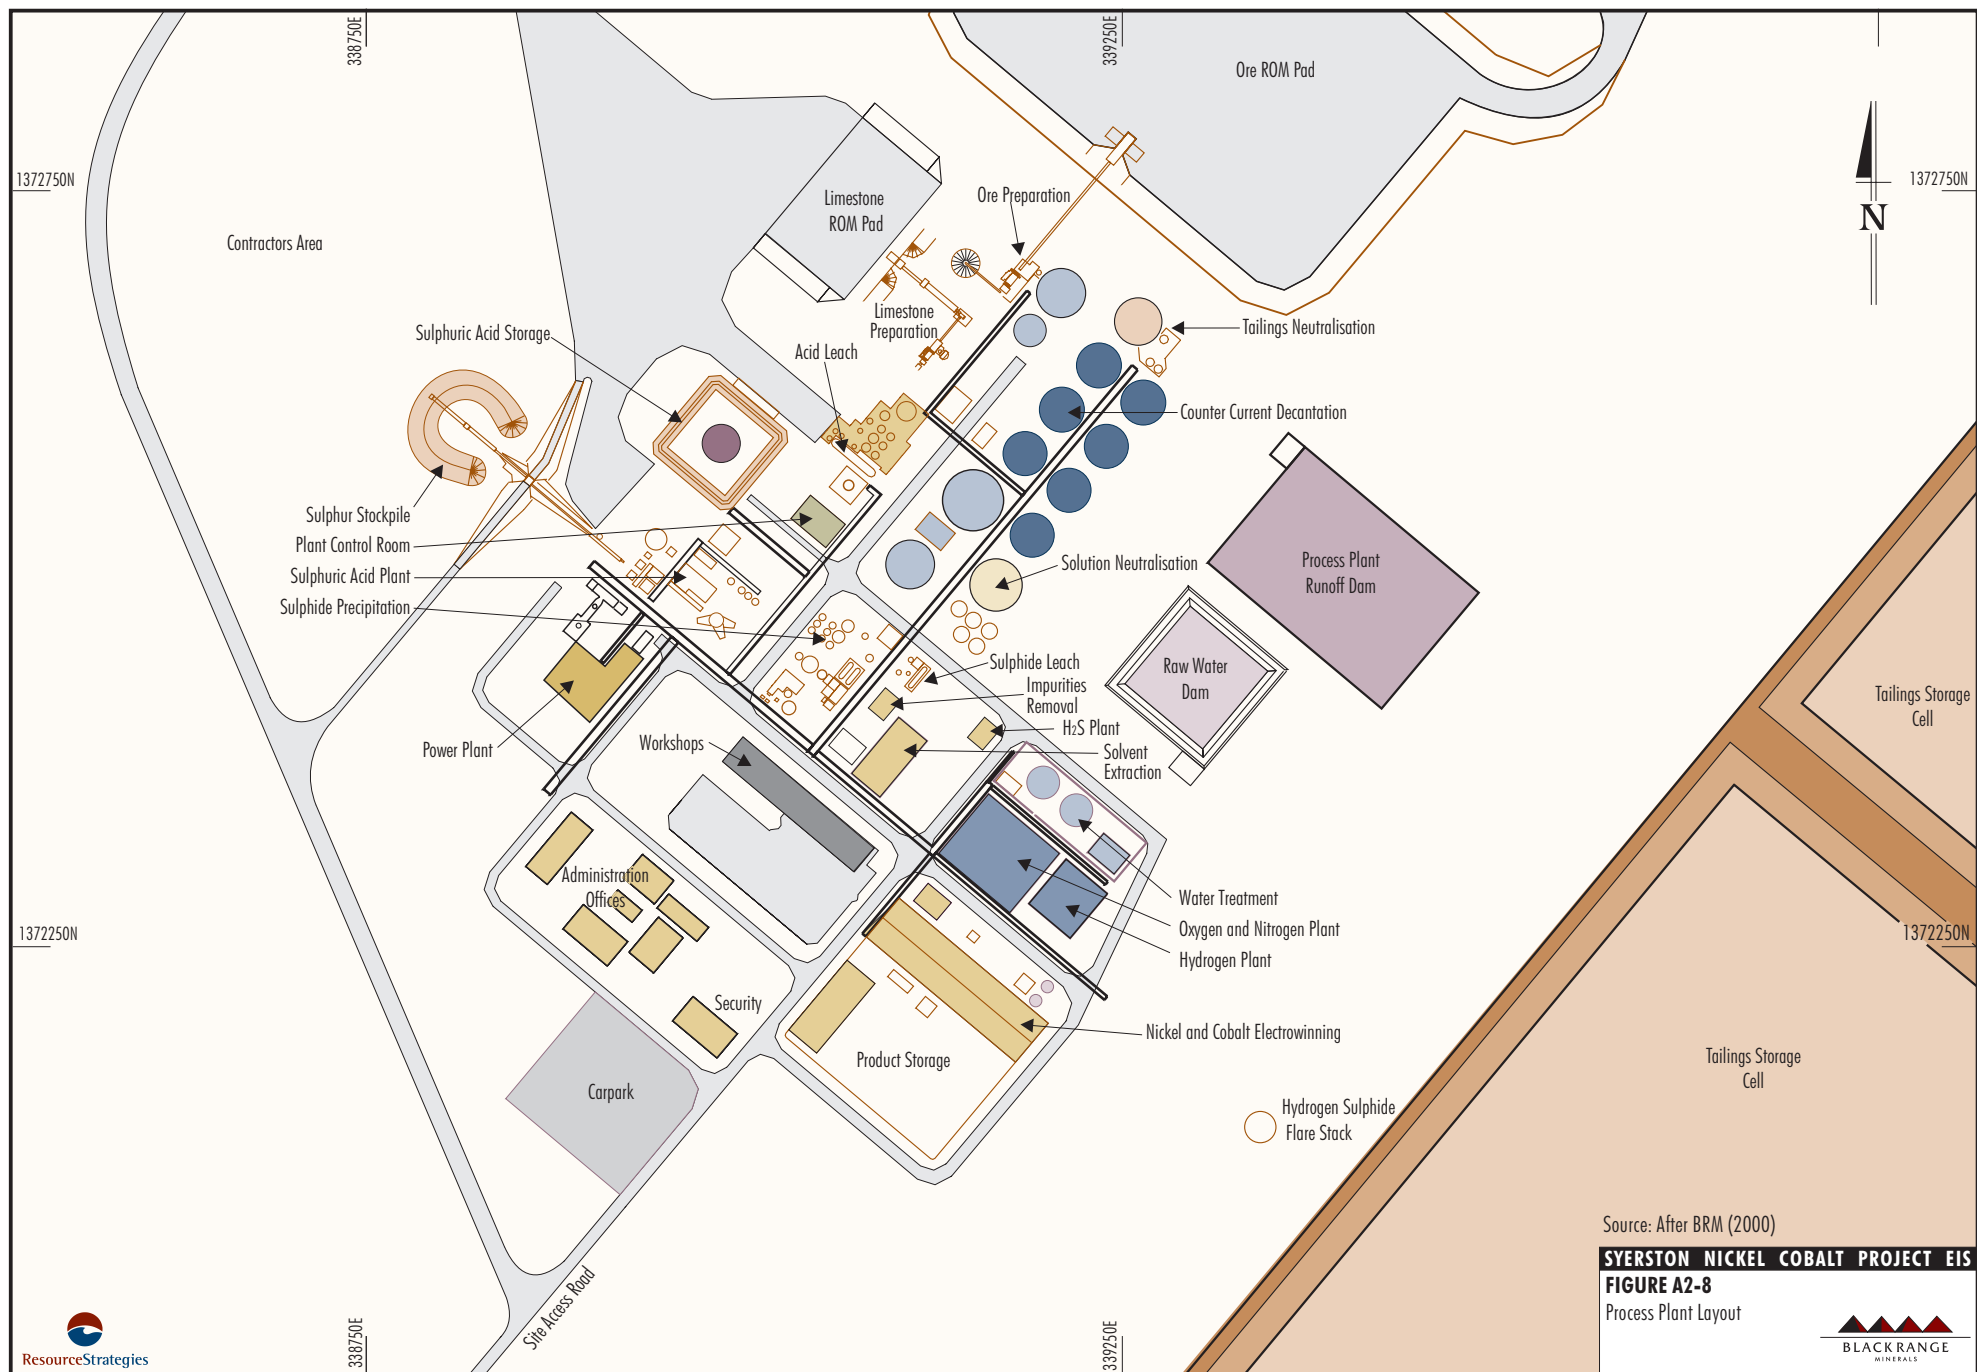 338750E
339250E
Ore ROM Pad
1372750N
1372750N
N
Limestone
ROM Pad
Ore Preparation
Contractors Area
Limestone
Preparation
Tailings Neutralisation
Sulphuric Acid Storage
Acid Leach
Counter Current Decantation
Sulphur Stockpile
Plant Control Room
Sulphuric Acid Plant
Sulphide Precipitation
Solution Neutralisation
Process Plant
Runoff Dam
Raw Water
Dam
Sulphide Leach
Impurities
Removal
H2S Plant
Solvent
Extraction
Tailings Storage
Cell
Power Plant
Workshops
Administration
Offices
Water Treatment
Oxygen and Nitrogen Plant
Hydrogen Plant
1372250N
1372250N
Security
Nickel and Cobalt Electrowinning
Product Storage
Carpark
Tailings Storage
Cell
Hydrogen Sulphide
Flare Stack
Site Access Road
338750E
339250E
Source: After BRM (2000)
SYERSTON NICKEL COBALT PROJECT EIS
FIGURE A2-8
Process Plant Layout
BLACK RANGE
MINERALS
ResourceStrategies